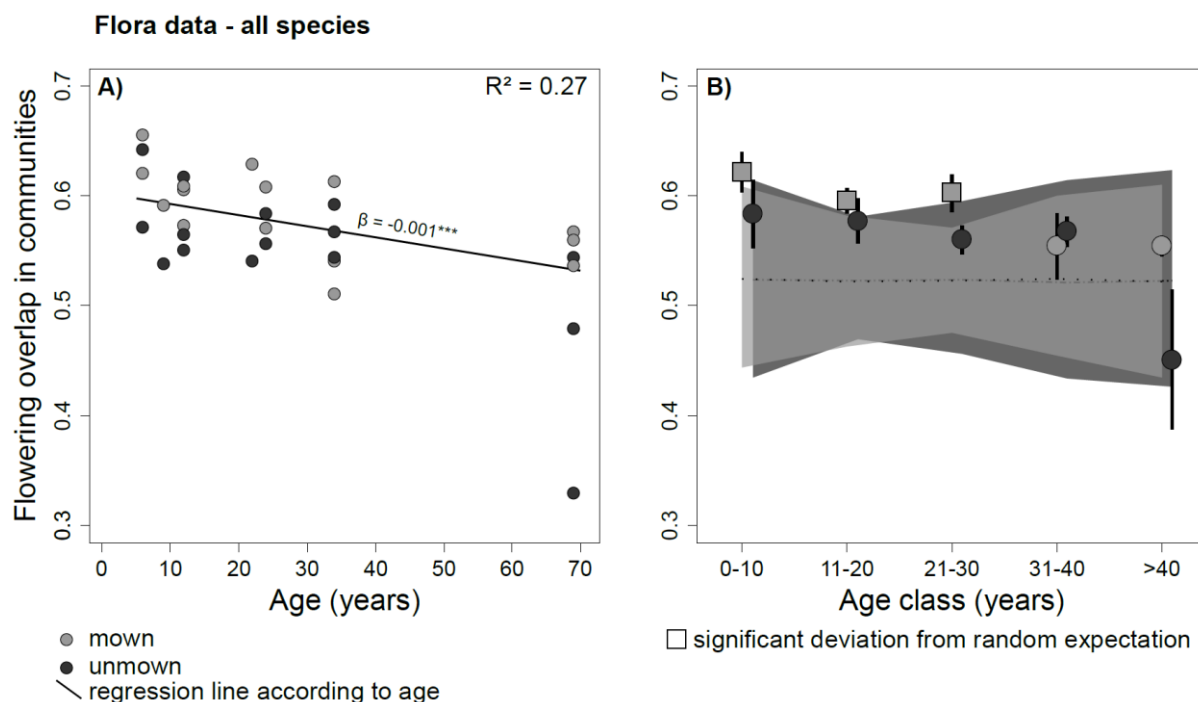 Flora data - all species
Flowering overlap in communities
A)
R² = 0.27
β = -0.001***
0.7
0.6
0.5
0.4
0.3
0 10 20 30 40 50 60 70
Age (years)
mown
unmown
regression line according to age
B)
0.7
0.6
0.5
0.4
0.3
0-10 11-20 21-30 31-40 >40
Age class (years)
significant deviation from random expectation